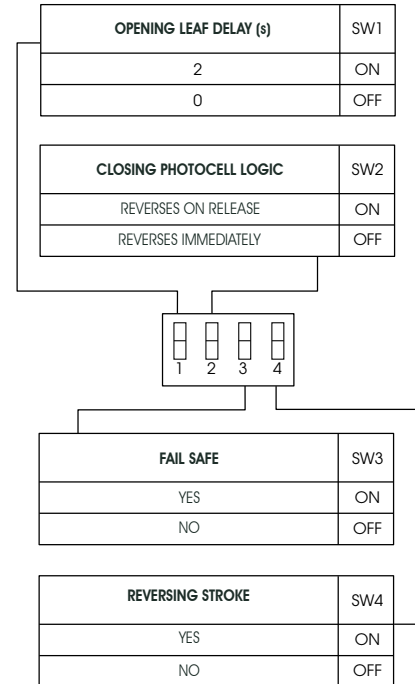 OPENING LEAF DELAY (s) SW1
2 ON
0 OFF
CLOSING PHOTOCELL LOGIC SW2
REVERSES ON RELEASE ON
REVERSES IMMEDIATELY OFF
1 2 3 4
FAIL SAFE SW3
YES ON
NO OFF
REVERSING STROKE SW4
YES ON
NO OFF